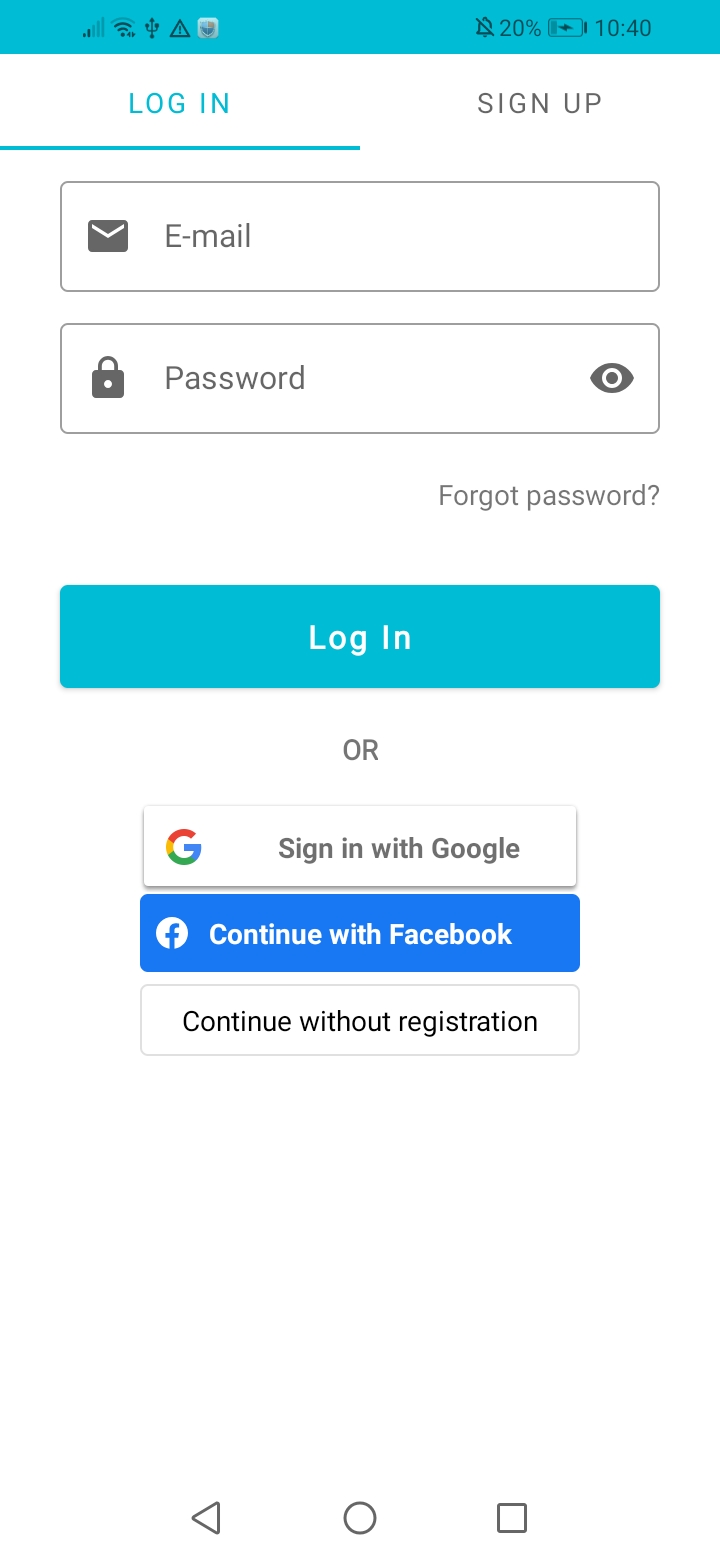 20% 10:40
LOG IN SIGN UP
E-mail
Password
Forgot password?
Log In
OR
Sign in with Google
Continue with Facebook
Continue without registration